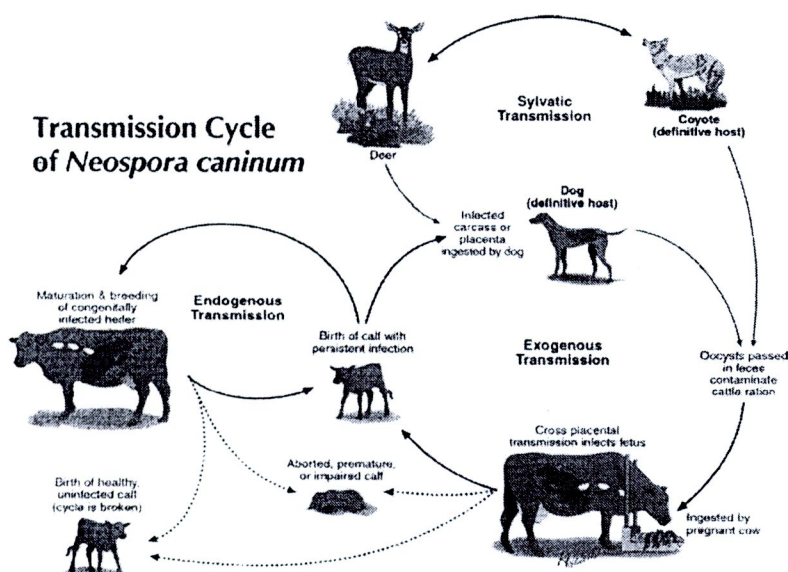 Transmission Cycle
of Neospora caninum
Deer
Sylvatic
Transmission
Coyote
(definitive host)
Dog
(definitive host)
Infected
carcass or
placenta
ingested by dog
Maturation & breeding
of congenitally
infected heifer
Endogenous
Transmission
Birth of calf with
persistent infection
Exogenous
Transmission
Oocysts passed
in feces
contaminate
cattle ration
Cross placental
transmission infects fetus
Aborted, premature,
or impaired calf
Birth of healthy,
uninfected calf
(cycle is broken)
Ingested by
pregnant cow